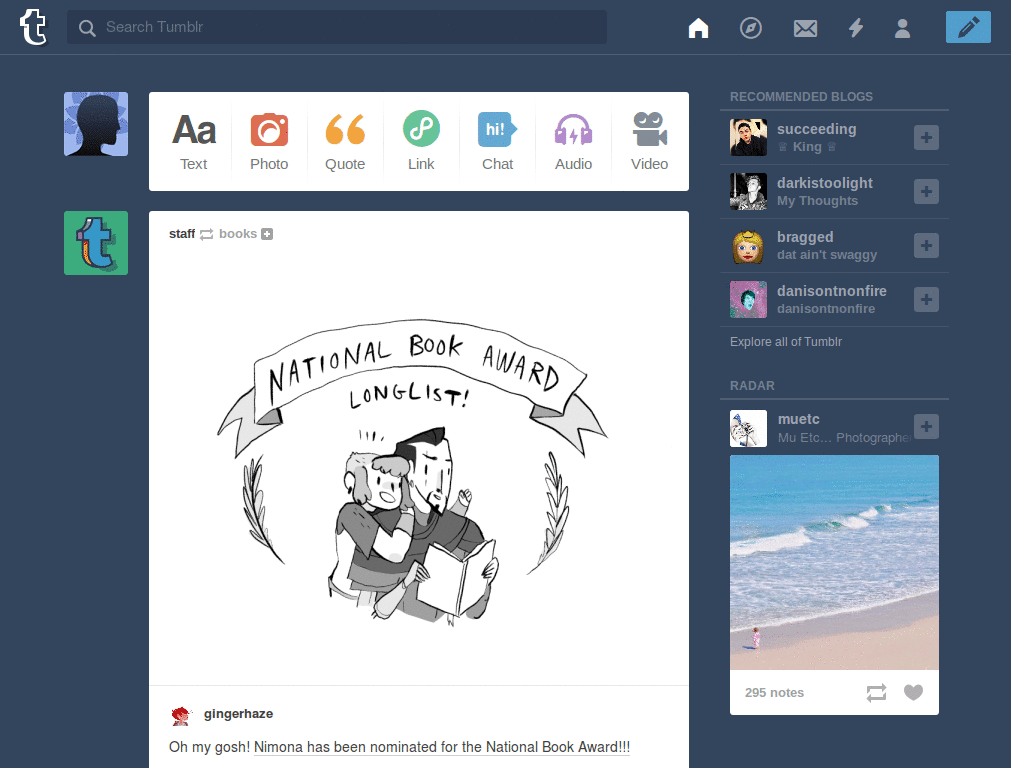 Search Tumblr
Aa
Text
Photo
Quote
Link
hi!
Chat
Audio
Video
staff books
NATIONAL BOOK AWARD
LONGLIST!
gingerhaze
Oh my gosh! Nimona has been nominated for the National Book Award!!!
RECOMMENDED BLOGS
succeeding
♕ King ♕
darkistoolight
My Thoughts
bragged
dat ain't swaggy
danisontnonfire
danisontnonfire
Explore all of Tumblr
RADAR
muetc
Mu Etc... Photographe
295 notes